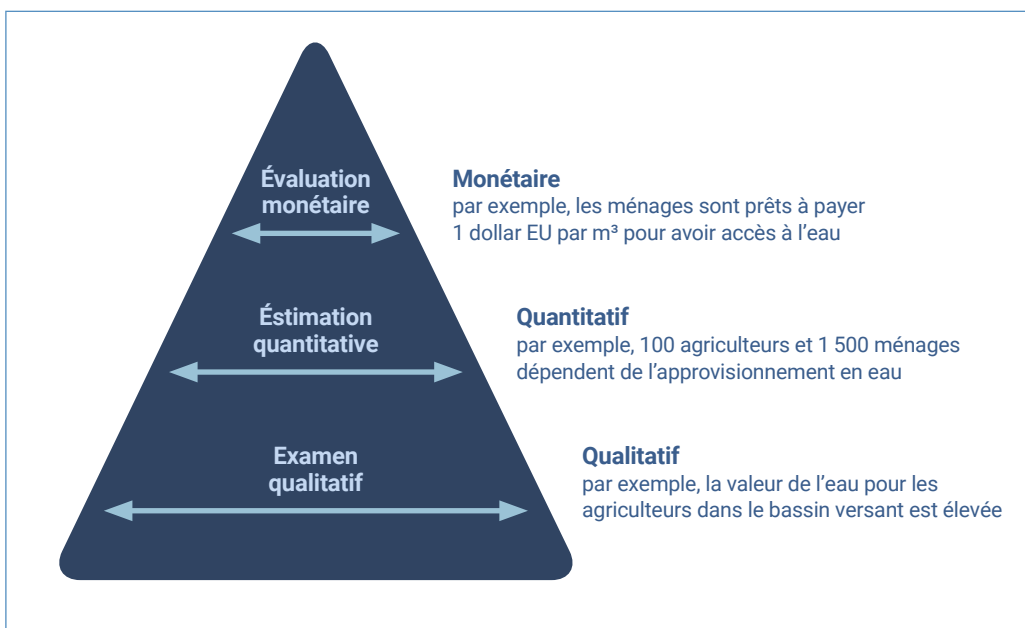 Évaluation
monétaire
Monétaire
par exemple, les ménages sont prêts à payer
1 dollar EU par m³ pour avoir accès à l’eau
Éstimation
quantitative
Quantitatif
par exemple, 100 agriculteurs et 1 500 ménages
dépendent de l’approvisionnement en eau
Examen
qualitatif
Qualitatif
par exemple, la valeur de l’eau pour les
agriculteurs dans le bassin versant est élevée